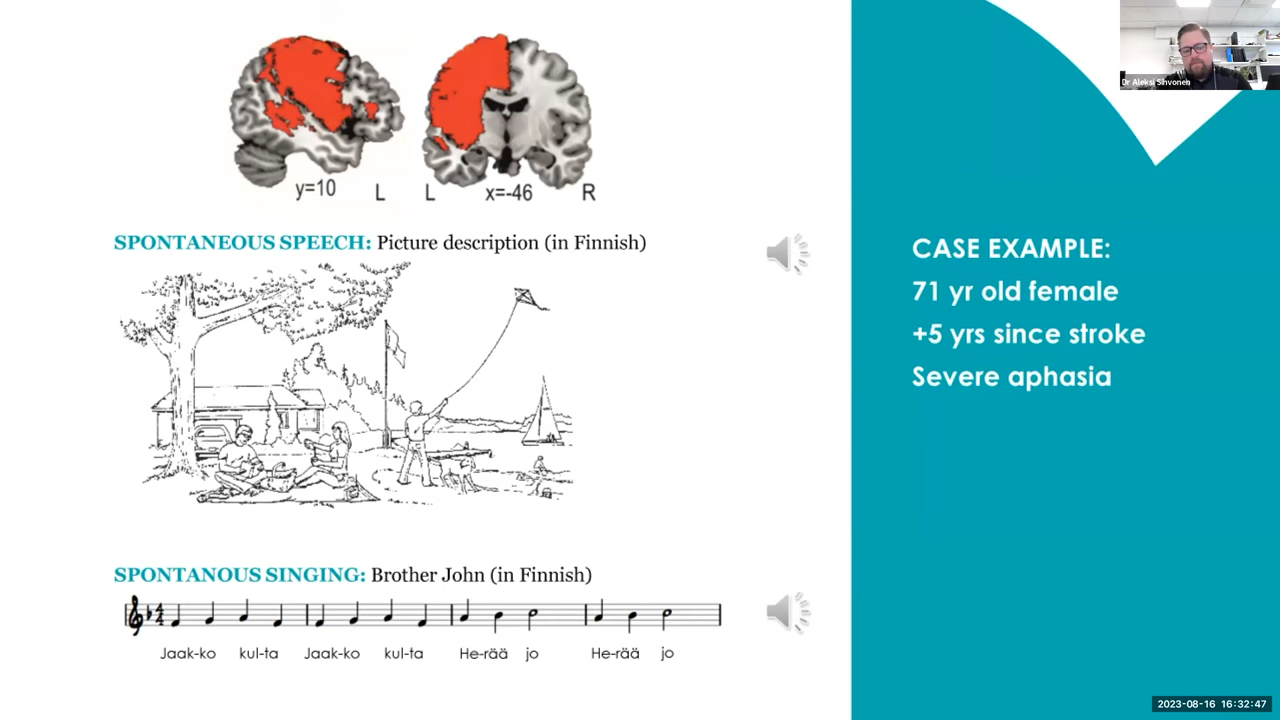 y=10 L L x=-46 R
SPONTANEOUS SPEECH: Picture description (in Finnish)
SPONTANOUS SINGING: Brother John (in Finnish)
4
4
Jaak-ko kul-ta Jaak-ko kul-ta He-rää jo He-rää jo
CASE EXAMPLE:
71 yr old female
+5 yrs since stroke
Severe aphasia
Dr Aleksi Sihvonen
2023-08-16 16:32:47